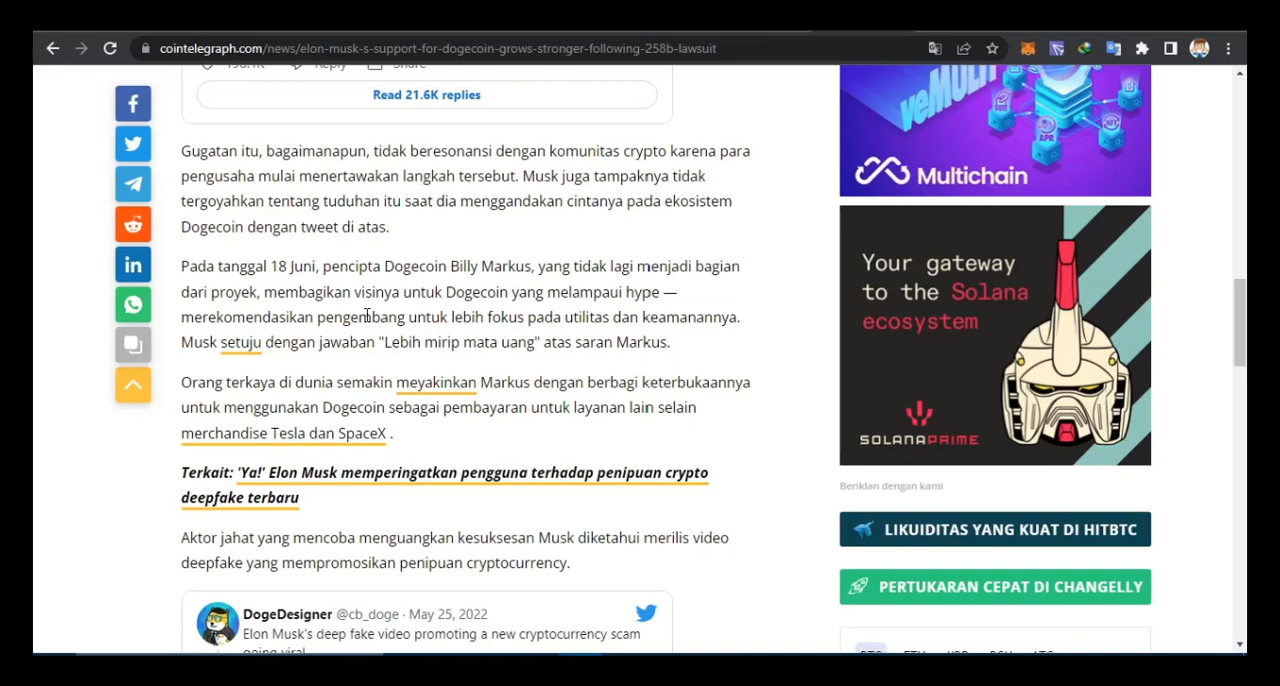 cointelegraph.com/news/elon-musk-s-support-for-dogecoin-grows-stronger-following-258b-lawsuit
Reply
Share
Read 21.6K replies
Gugatan itu, bagaimanapun, tidak beresonansi dengan komunitas crypto karena para
pengusaha mulai menertawakan langkah tersebut. Musk juga tampaknya tidak
tergoyahkan tentang tuduhan itu saat dia menggandakan cintanya pada ekosistem
Dogecoin dengan tweet di atas.
Pada tanggal 18 Juni, pencipta Dogecoin Billy Markus, yang tidak lagi menjadi bagian
dari proyek, membagikan visinya untuk Dogecoin yang melampaui hype —
merekomendasikan pengembang untuk lebih fokus pada utilitas dan keamanannya.
Musk setuju dengan jawaban "Lebih mirip mata uang" atas saran Markus.
Orang terkaya di dunia semakin meyakinkan Markus dengan berbagi keterbukaannya
untuk menggunakan Dogecoin sebagai pembayaran untuk layanan lain selain
merchandise Tesla dan SpaceX .
Terkait: 'Ya!' Elon Musk memperingatkan pengguna terhadap penipuan crypto
deepfake terbaru
Aktor jahat yang mencoba menguangkan kesuksesan Musk diketahui merilis video
deepfake yang mempromosikan penipuan cryptocurrency.
DogeDesigner @cb_doge · May 25, 2022
Elon Musk's deep fake video promoting a new cryptocurrency scam
going viral
veMULTI
APR
Multichain
Your gateway
to the Solana
ecosystem
SOLANAPRIME
Beriklan dengan kami
LIKUIDITAS YANG KUAT DI HITBTC
PERTUKARAN CEPAT DI CHANGELLY